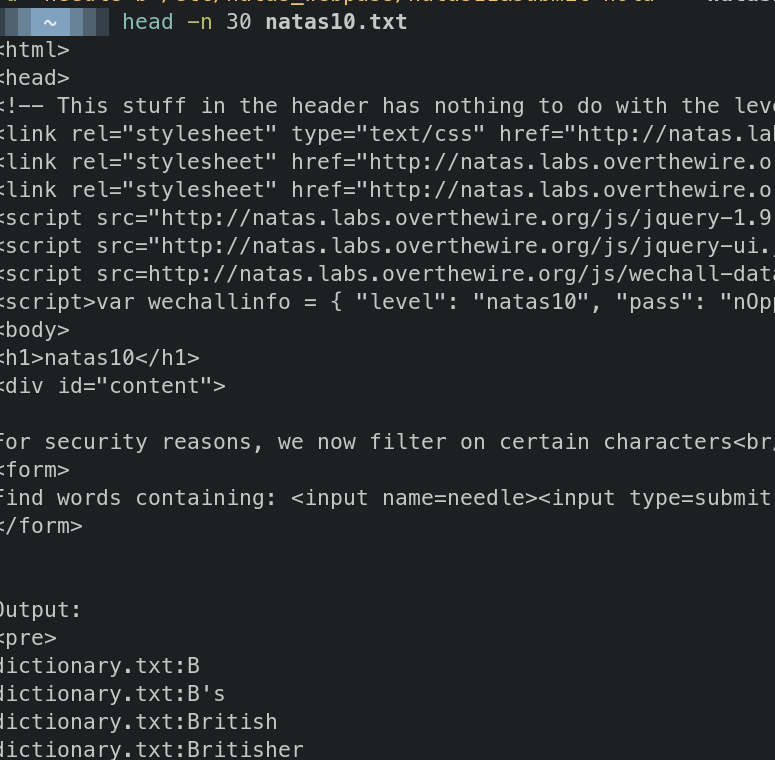 ~ head -n 30 natas10.txt
<html>
<head>
<!-- This stuff in the header has nothing to do with the leve
<link rel="stylesheet" type="text/css" href="http://natas.la
<link rel="stylesheet" href="http://natas.labs.overthewire.o
<link rel="stylesheet" href="http://natas.labs.overthewire.o
<script src="http://natas.labs.overthewire.org/js/jquery-1.9
<script src="http://natas.labs.overthewire.org/js/jquery-ui.
<script src=http://natas.labs.overthewire.org/js/wechall-data
<script>var wechallinfo = { "level": "natas10", "pass": "nOpp
<body>
<h1>natas10</h1>
<div id="content">
For security reasons, we now filter on certain characters<br/
<form>
Find words containing: <input name=needle><input type=submit
</form>
Output:
<pre>
dictionary.txt:B
dictionary.txt:B's
dictionary.txt:British
dictionary.txt:Britisher